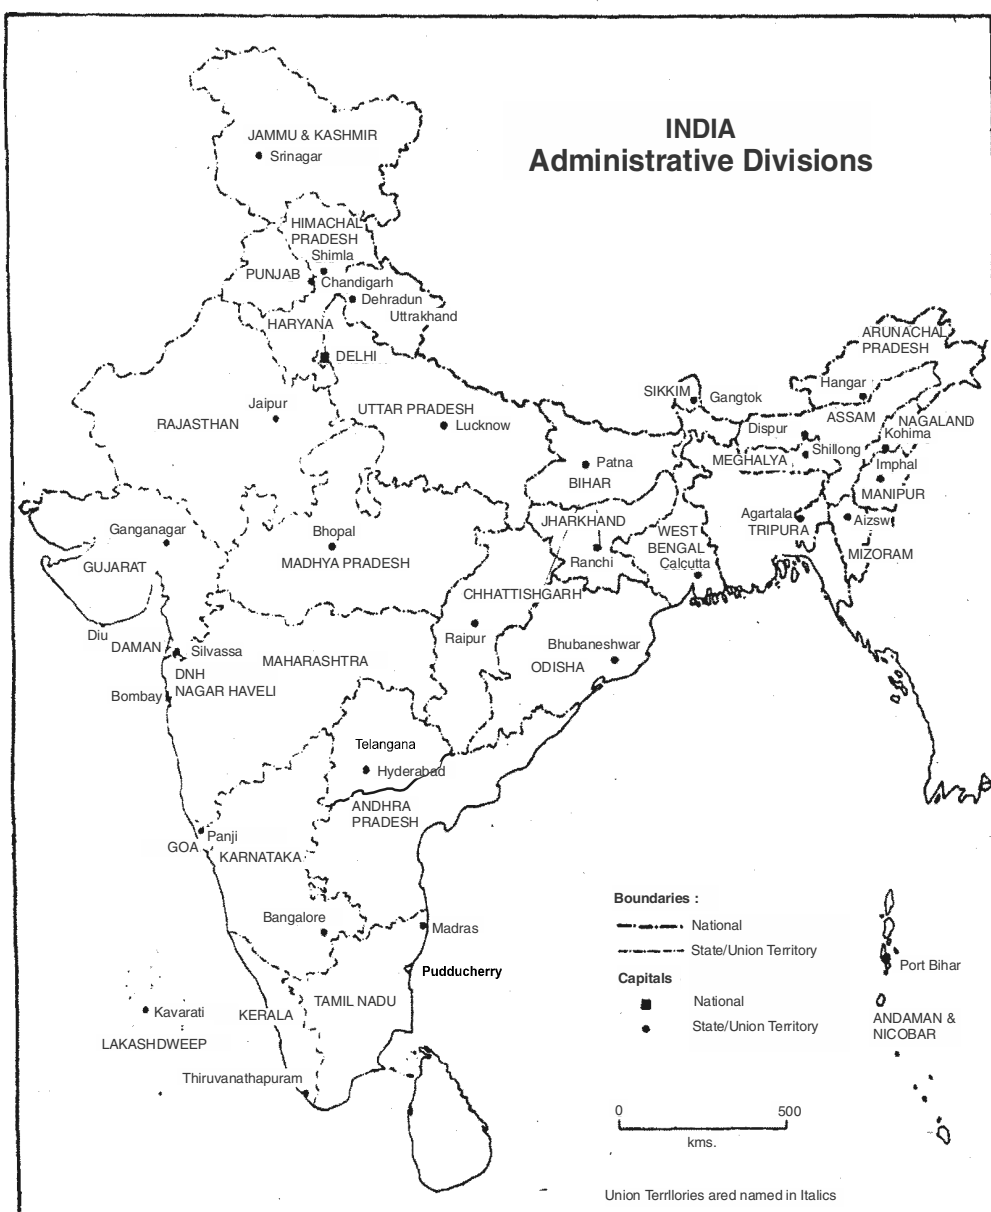 INDIA
Administrative Divisions
JAMMU & KASHMIR
Srinagar
HIMACHAL
PRADESH
Shimla
PUNJAB
Chandigarh
Dehradun
Uttrakhand
HARYANA
DELHI
ARUNACHAL
PRADESH
Hangar
SIKKIM
Gangtok
Jaipur
RAJASTHAN
UTTAR PRADESH
Lucknow
Dispur
ASSAM
NAGALAND
Kohima
Shillong
MEGHALYA
Imphal
MANIPUR
Patna
BIHAR
Agartala
TRIPURA
Aizsw
MIZORAM
JHARKHAND
Ranchi
WEST
BENGAL
Calcutta
Ganganagar
GUJARAT
Bhopal
MADHYA PRADESH
CHHATTISHGARH
Raipur
Bhubaneshwar
ODISHA
Diu
DAMAN
Silvassa
DNH
NAGAR HAVELI
MAHARASHTRA
Bombay
Telangana
Hyderabad
ANDHRA
PRADESH
Panji
GOA
KARNATAKA
Bangalore
Madras
Pudducherry
TAMIL NADU
KERALA
Kavarati
LAKASHDWEEP
Thiruvanathapuram
Boundaries :
National
State/Union Territory
Capitals
National
State/Union Territory
Port Bihar
ANDAMAN &
NICOBAR
0 500
kms.
Union Terrllories ared named in Italics